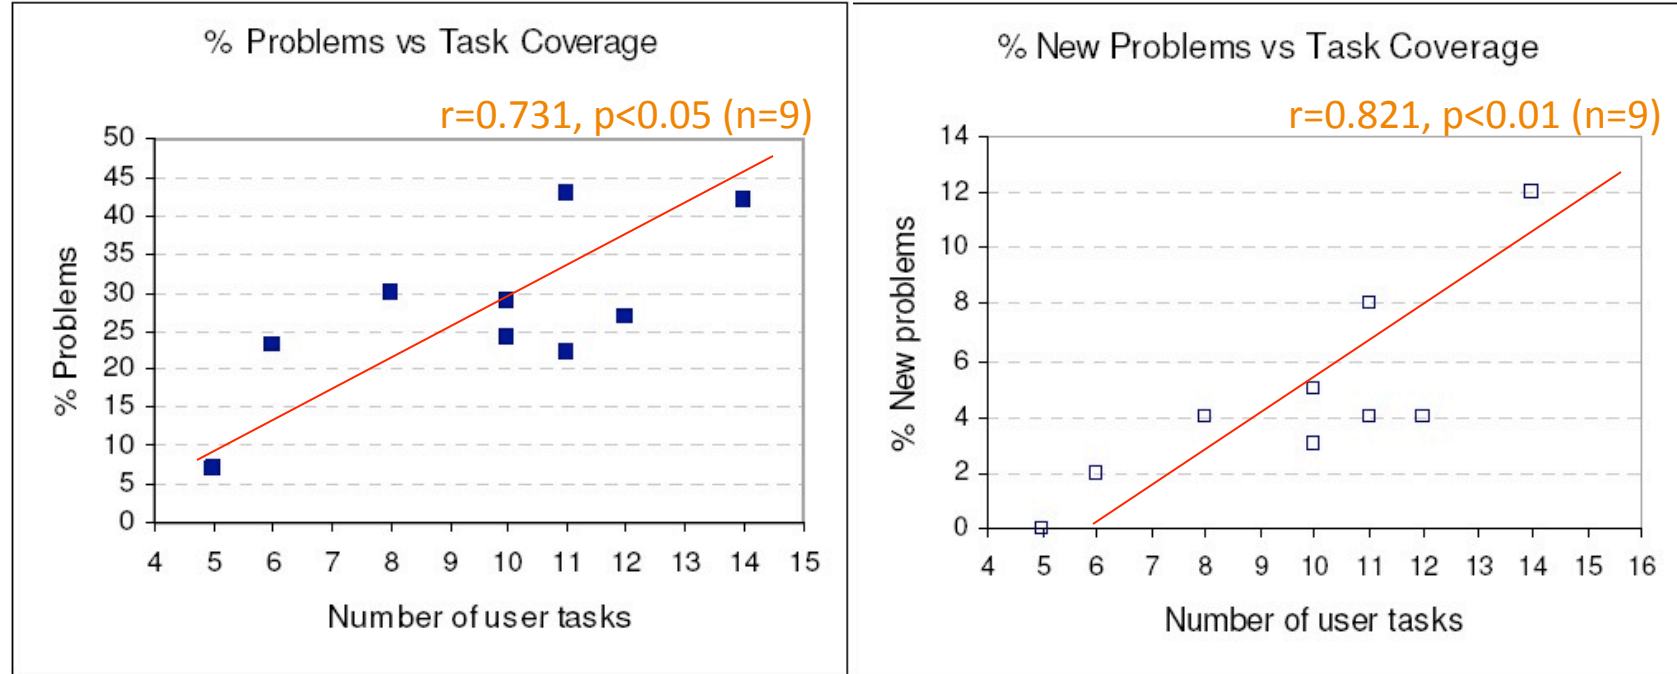 % Problems vs Task Coverage
r=0.731, p<0.05 (n=9)
50
45
40
35
30
25
20
15
10
5
0
% Problems
4 5 6 7 8 9 10 11 12 13 14 15
Number of user tasks
% New Problems vs Task Coverage
r=0.821, p<0.01 (n=9)
14
12
10
8
6
4
2
0
% New problems
4 5 6 7 8 9 10 11 12 13 14 15 16
Number of user tasks